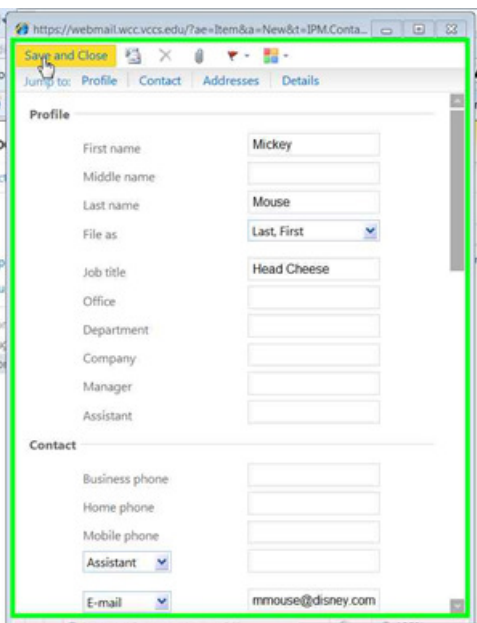 https://webmail.wcc.vccs.edu/?ae=Item&a=New&t=IPM.Conta...
Save and Close
Jump to: Profile Contact Addresses Details
Profile
First name Mickey
Middle name
Last name Mouse
File as Last, First
Job title Head Cheese
Office
Department
Company
Manager
Assistant
Contact
Business phone
Home phone
Mobile phone
Assistant
E-mail mmouse@disney.com